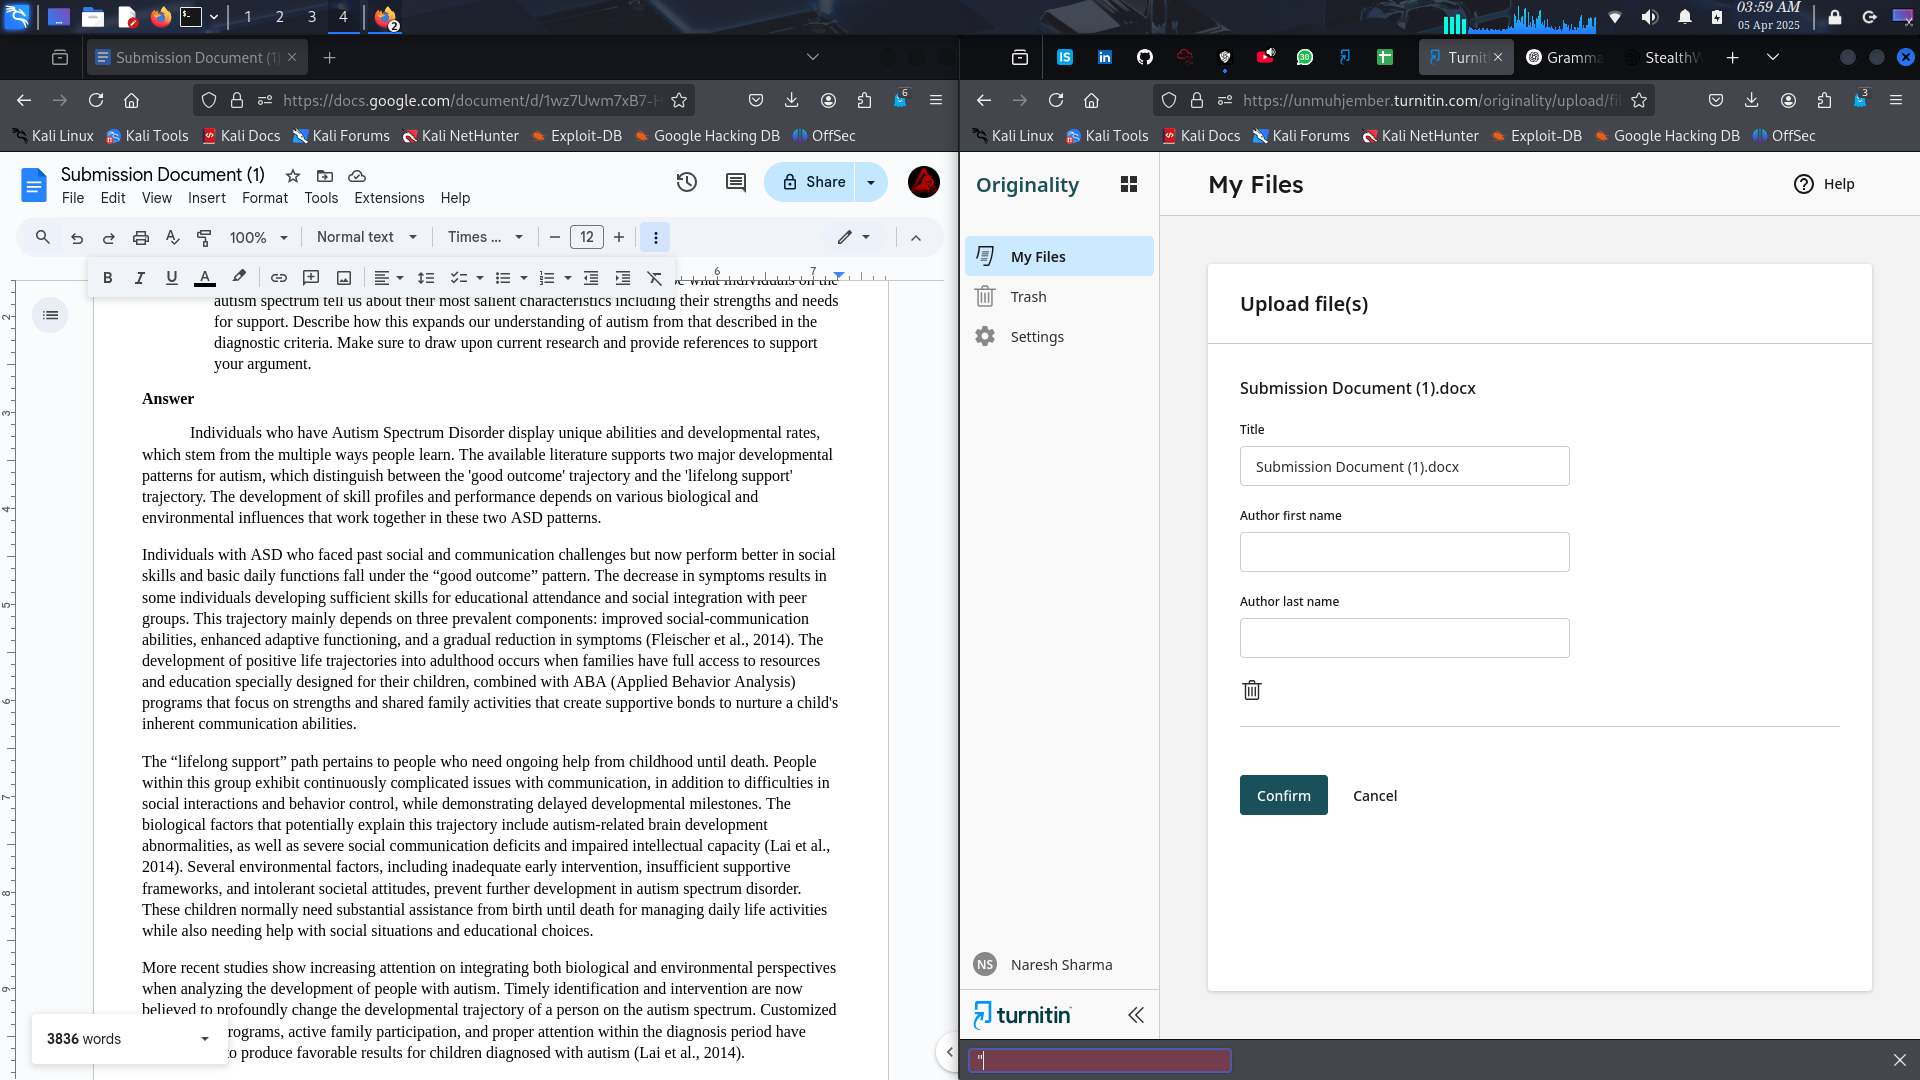 1
2
3
4
2
03:59 AM
05 Apr 2025
Submission Document (1)
Turniti
Gramma
StealthW
https://docs.google.com/document/d/1wz7Uwm7xB7-H
6
https://unmuhjember.turnitin.com/originality/upload/fil
3
Kali Linux Kali Tools Kali Docs Kali Forums Kali NetHunter Exploit-DB Google Hacking DB OffSec
Kali Linux Kali Tools Kali Docs Kali Forums Kali NetHunter Exploit-DB Google Hacking DB OffSec
Submission Document (1)
File Edit View Insert Format Tools Extensions Help
Share
100% Normal text Times ... 12
6 7
autism spectrum tell us about their most salient characteristics including their strengths and needs
for support. Describe how this expands our understanding of autism from that described in the
diagnostic criteria. Make sure to draw upon current research and provide references to support
your argument.
Answer
Individuals who have Autism Spectrum Disorder display unique abilities and developmental rates,
which stem from the multiple ways people learn. The available literature supports two major developmental
patterns for autism, which distinguish between the 'good outcome' trajectory and the 'lifelong support'
trajectory. The development of skill profiles and performance depends on various biological and
environmental influences that work together in these two ASD patterns.
Individuals with ASD who faced past social and communication challenges but now perform better in social
skills and basic daily functions fall under the “good outcome” pattern. The decrease in symptoms results in
some individuals developing sufficient skills for educational attendance and social integration with peer
groups. This trajectory mainly depends on three prevalent components: improved social-communication
abilities, enhanced adaptive functioning, and a gradual reduction in symptoms (Fleischer et al., 2014). The
development of positive life trajectories into adulthood occurs when families have full access to resources
and education specially designed for their children, combined with ABA (Applied Behavior Analysis)
programs that focus on strengths and shared family activities that create supportive bonds to nurture a child's
inherent communication abilities.
The “lifelong support” path pertains to people who need ongoing help from childhood until death. People
within this group exhibit continuously complicated issues with communication, in addition to difficulties in
social interactions and behavior control, while demonstrating delayed developmental milestones. The
biological factors that potentially explain this trajectory include autism-related brain development
abnormalities, as well as severe social communication deficits and impaired intellectual capacity (Lai et al.,
2014). Several environmental factors, including inadequate early intervention, insufficient supportive
frameworks, and intolerant societal attitudes, prevent further development in autism spectrum disorder.
These children normally need substantial assistance from birth until death for managing daily life activities
while also needing help with social situations and educational choices.
More recent studies show increasing attention on integrating both biological and environmental perspectives
when analyzing the development of people with autism. Timely identification and intervention are now
believed to profoundly change the developmental trajectory of a person on the autism spectrum. Customized
rograms, active family participation, and proper attention within the diagnosis period have
o produce favorable results for children diagnosed with autism (Lai et al., 2014).
3836 words
Originality
My Files
Trash
Settings
NS Naresh Sharma
turnitin
My Files
Help
Upload file(s)
Submission Document (1).docx
Title
Submission Document (1).docx
Author first name
Author last name
Confirm Cancel
"